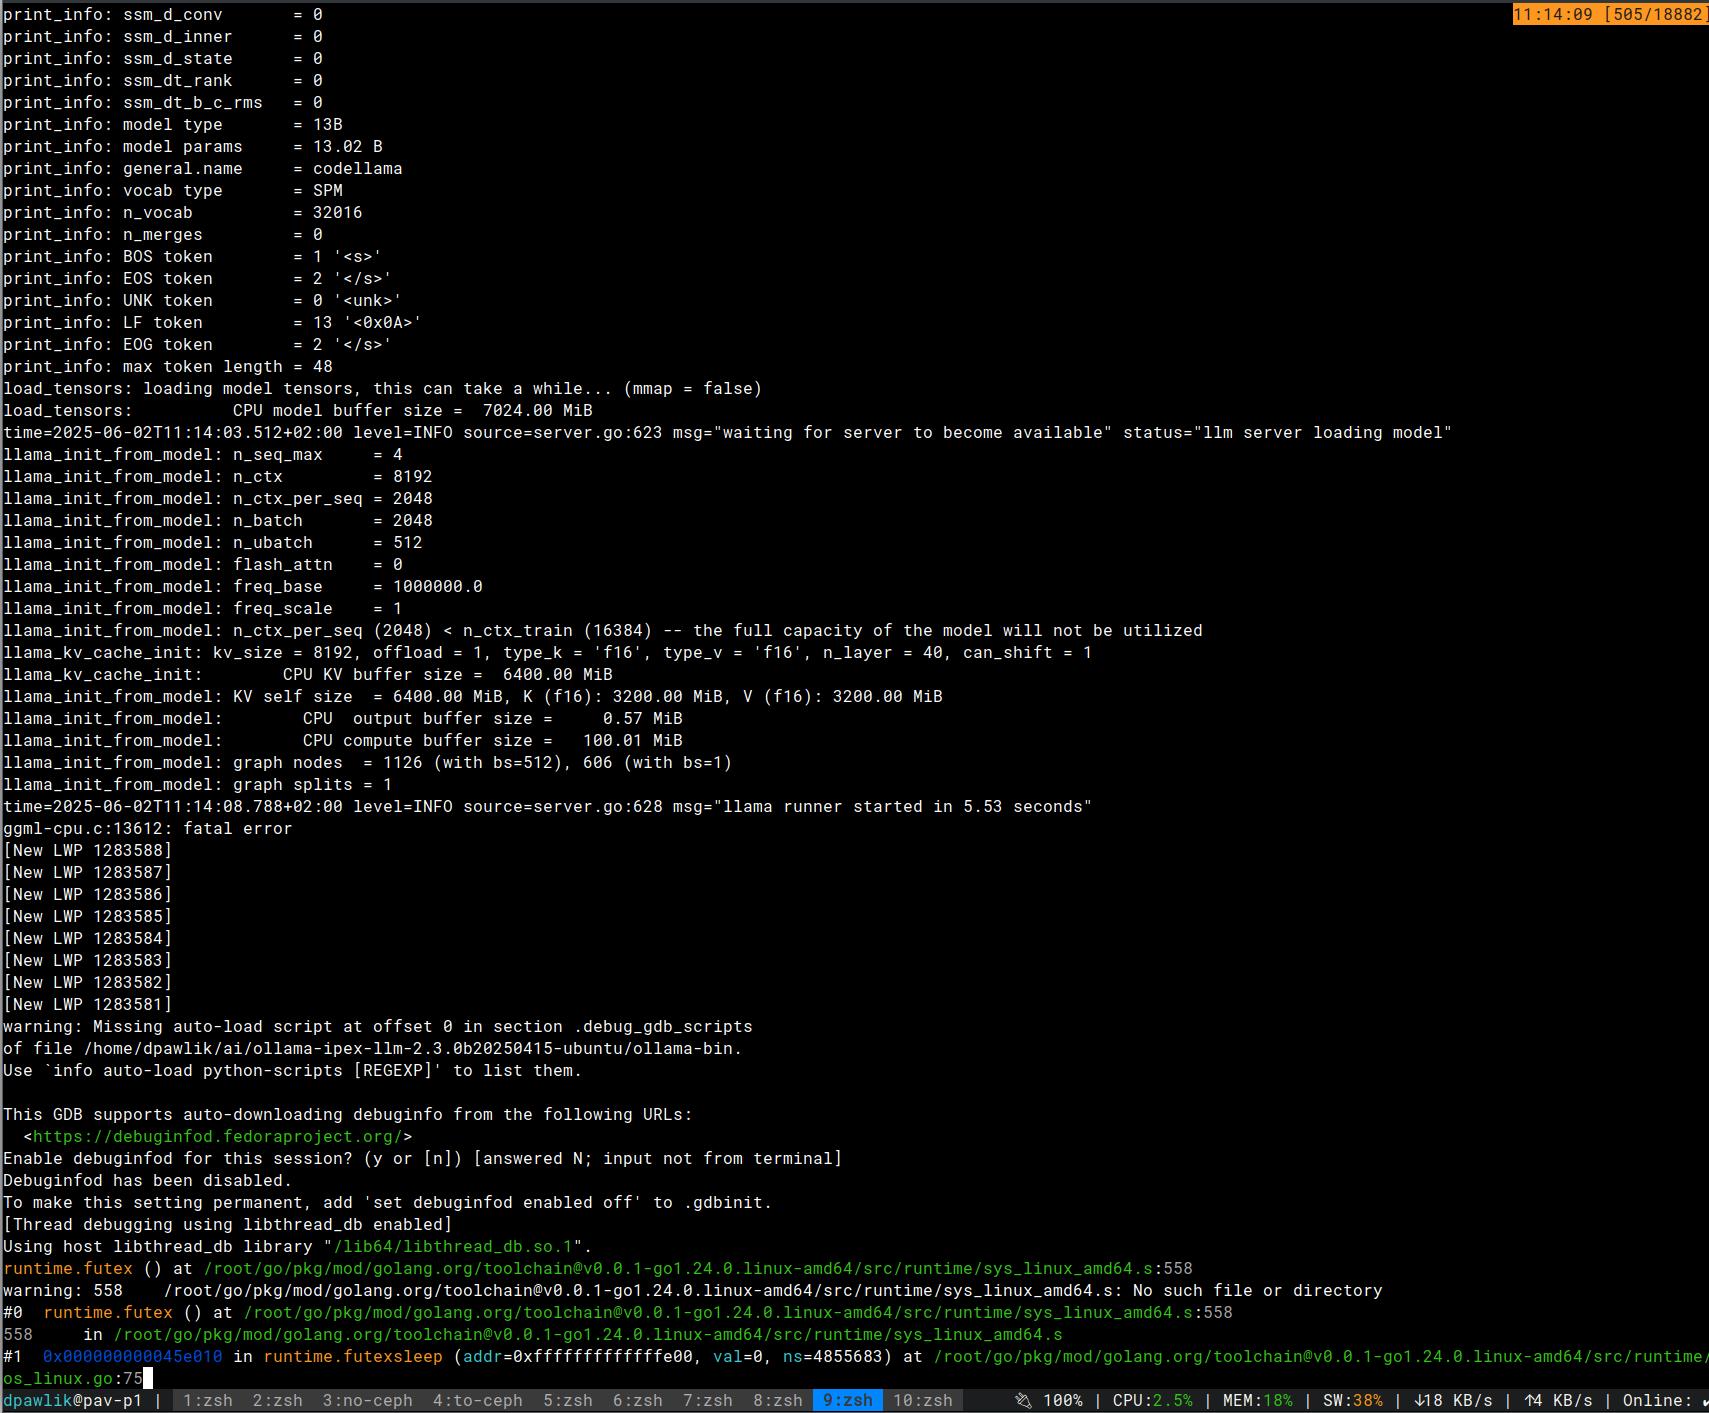 print_info: ssm_d_conv       = 0
11:14:09 [505/18882]
print_info: ssm_d_inner      = 0
print_info: ssm_d_state      = 0
print_info: ssm_dt_rank      = 0
print_info: ssm_dt_b_c_rms   = 0
print_info: model type       = 13B
print_info: model params     = 13.02 B
print_info: general.name     = codellama
print_info: vocab type       = SPM
print_info: n_vocab          = 32016
print_info: n_merges         = 0
print_info: BOS token        = 1 '<s>'
print_info: EOS token        = 2 '</s>'
print_info: UNK token        = 0 '<unk>'
print_info: LF token         = 13 '<0x0A>'
print_info: EOG token        = 2 '</s>'
print_info: max token length = 48
load_tensors: loading model tensors, this can take a while... (mmap = false)
load_tensors:          CPU model buffer size =  7024.00 MiB
time=2025-06-02T11:14:03.512+02:00 level=INFO source=server.go:623 msg="waiting for server to become available" status="llm server loading model"
llama_init_from_model: n_seq_max     = 4
llama_init_from_model: n_ctx         = 8192
llama_init_from_model: n_ctx_per_seq = 2048
llama_init_from_model: n_batch       = 2048
llama_init_from_model: n_ubatch      = 512
llama_init_from_model: flash_attn    = 0
llama_init_from_model: freq_base     = 1000000.0
llama_init_from_model: freq_scale    = 1
llama_init_from_model: n_ctx_per_seq (2048) < n_ctx_train (16384) -- the full capacity of the model will not be utilized
llama_kv_cache_init: kv_size = 8192, offload = 1, type_k = 'f16', type_v = 'f16', n_layer = 40, can_shift = 1
llama_kv_cache_init:        CPU KV buffer size =  6400.00 MiB
llama_init_from_model: KV self size  = 6400.00 MiB, K (f16): 3200.00 MiB, V (f16): 3200.00 MiB
llama_init_from_model:        CPU  output buffer size =     0.57 MiB
llama_init_from_model:        CPU compute buffer size =   100.01 MiB
llama_init_from_model: graph nodes  = 1126 (with bs=512), 606 (with bs=1)
llama_init_from_model: graph splits = 1
time=2025-06-02T11:14:08.788+02:00 level=INFO source=server.go:628 msg="llama runner started in 5.53 seconds"
ggml-cpu.c:13612: fatal error
[New LWP 1283588]
[New LWP 1283587]
[New LWP 1283586]
[New LWP 1283585]
[New LWP 1283584]
[New LWP 1283583]
[New LWP 1283582]
[New LWP 1283581]
warning: Missing auto-load script at offset 0 in section .debug_gdb_scripts
of file /home/dpawlik/ai/ollama-ipex-llm-2.3.0b20250415-ubuntu/ollama-bin.
Use `info auto-load python-scripts [REGEXP]' to list them.
This GDB supports auto-downloading debuginfo from the following URLs:
  <https://debuginfod.fedoraproject.org/>
Enable debuginfod for this session? (y or [n]) [answered N; input not from terminal]
Debuginfod has been disabled.
To make this setting permanent, add 'set debuginfod enabled off' to .gdbinit.
[Thread debugging using libthread_db enabled]
Using host libthread_db library "/lib64/libthread_db.so.1".
runtime.futex () at /root/go/pkg/mod/golang.org/toolchain@v0.0.1-go1.24.0.linux-amd64/src/runtime/sys_linux_amd64.s:558
warning: 558    /root/go/pkg/mod/golang.org/toolchain@v0.0.1-go1.24.0.linux-amd64/src/runtime/sys_linux_amd64.s: No such file or directory
#0  runtime.futex () at /root/go/pkg/mod/golang.org/toolchain@v0.0.1-go1.24.0.linux-amd64/src/runtime/sys_linux_amd64.s:558
558     in /root/go/pkg/mod/golang.org/toolchain@v0.0.1-go1.24.0.linux-amd64/src/runtime/sys_linux_amd64.s
#1  0x000000000045e010 in runtime.futexsleep (addr=0xfffffffffffffe00, val=0, ns=4855683) at /root/go/pkg/mod/golang.org/toolchain@v0.0.1-go1.24.0.linux-amd64/src/runtime/
os_linux.go:75
dpawlik@pav-p1 | 1:zsh 2:zsh 3:no-ceph 4:to-ceph 5:zsh 6:zsh 7:zsh 8:zsh 9:zsh 10:zsh 100% | CPU:2.5% | MEM:18% | SW:38% | ↓18 KB/s | ↑4 KB/s | Online: ✓